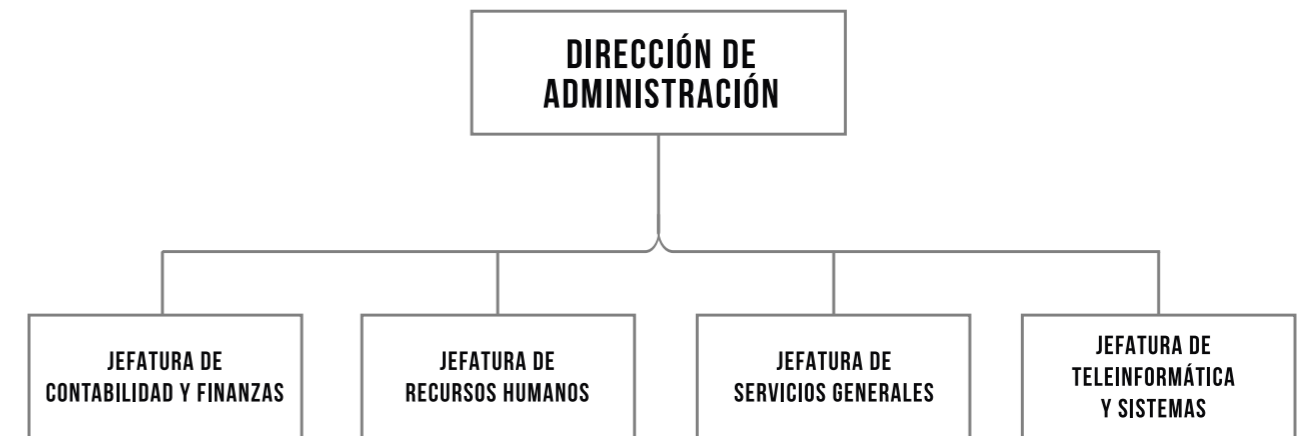 DIRECCIÓN DE
ADMINISTRACIÓN
JEFATURA DE
CONTABILIDAD Y FINANZAS
JEFATURA DE
RECURSOS HUMANOS
JEFATURA DE
SERVICIOS GENERALES
JEFATURA DE
TELEINFORMÁTICA
Y SISTEMAS